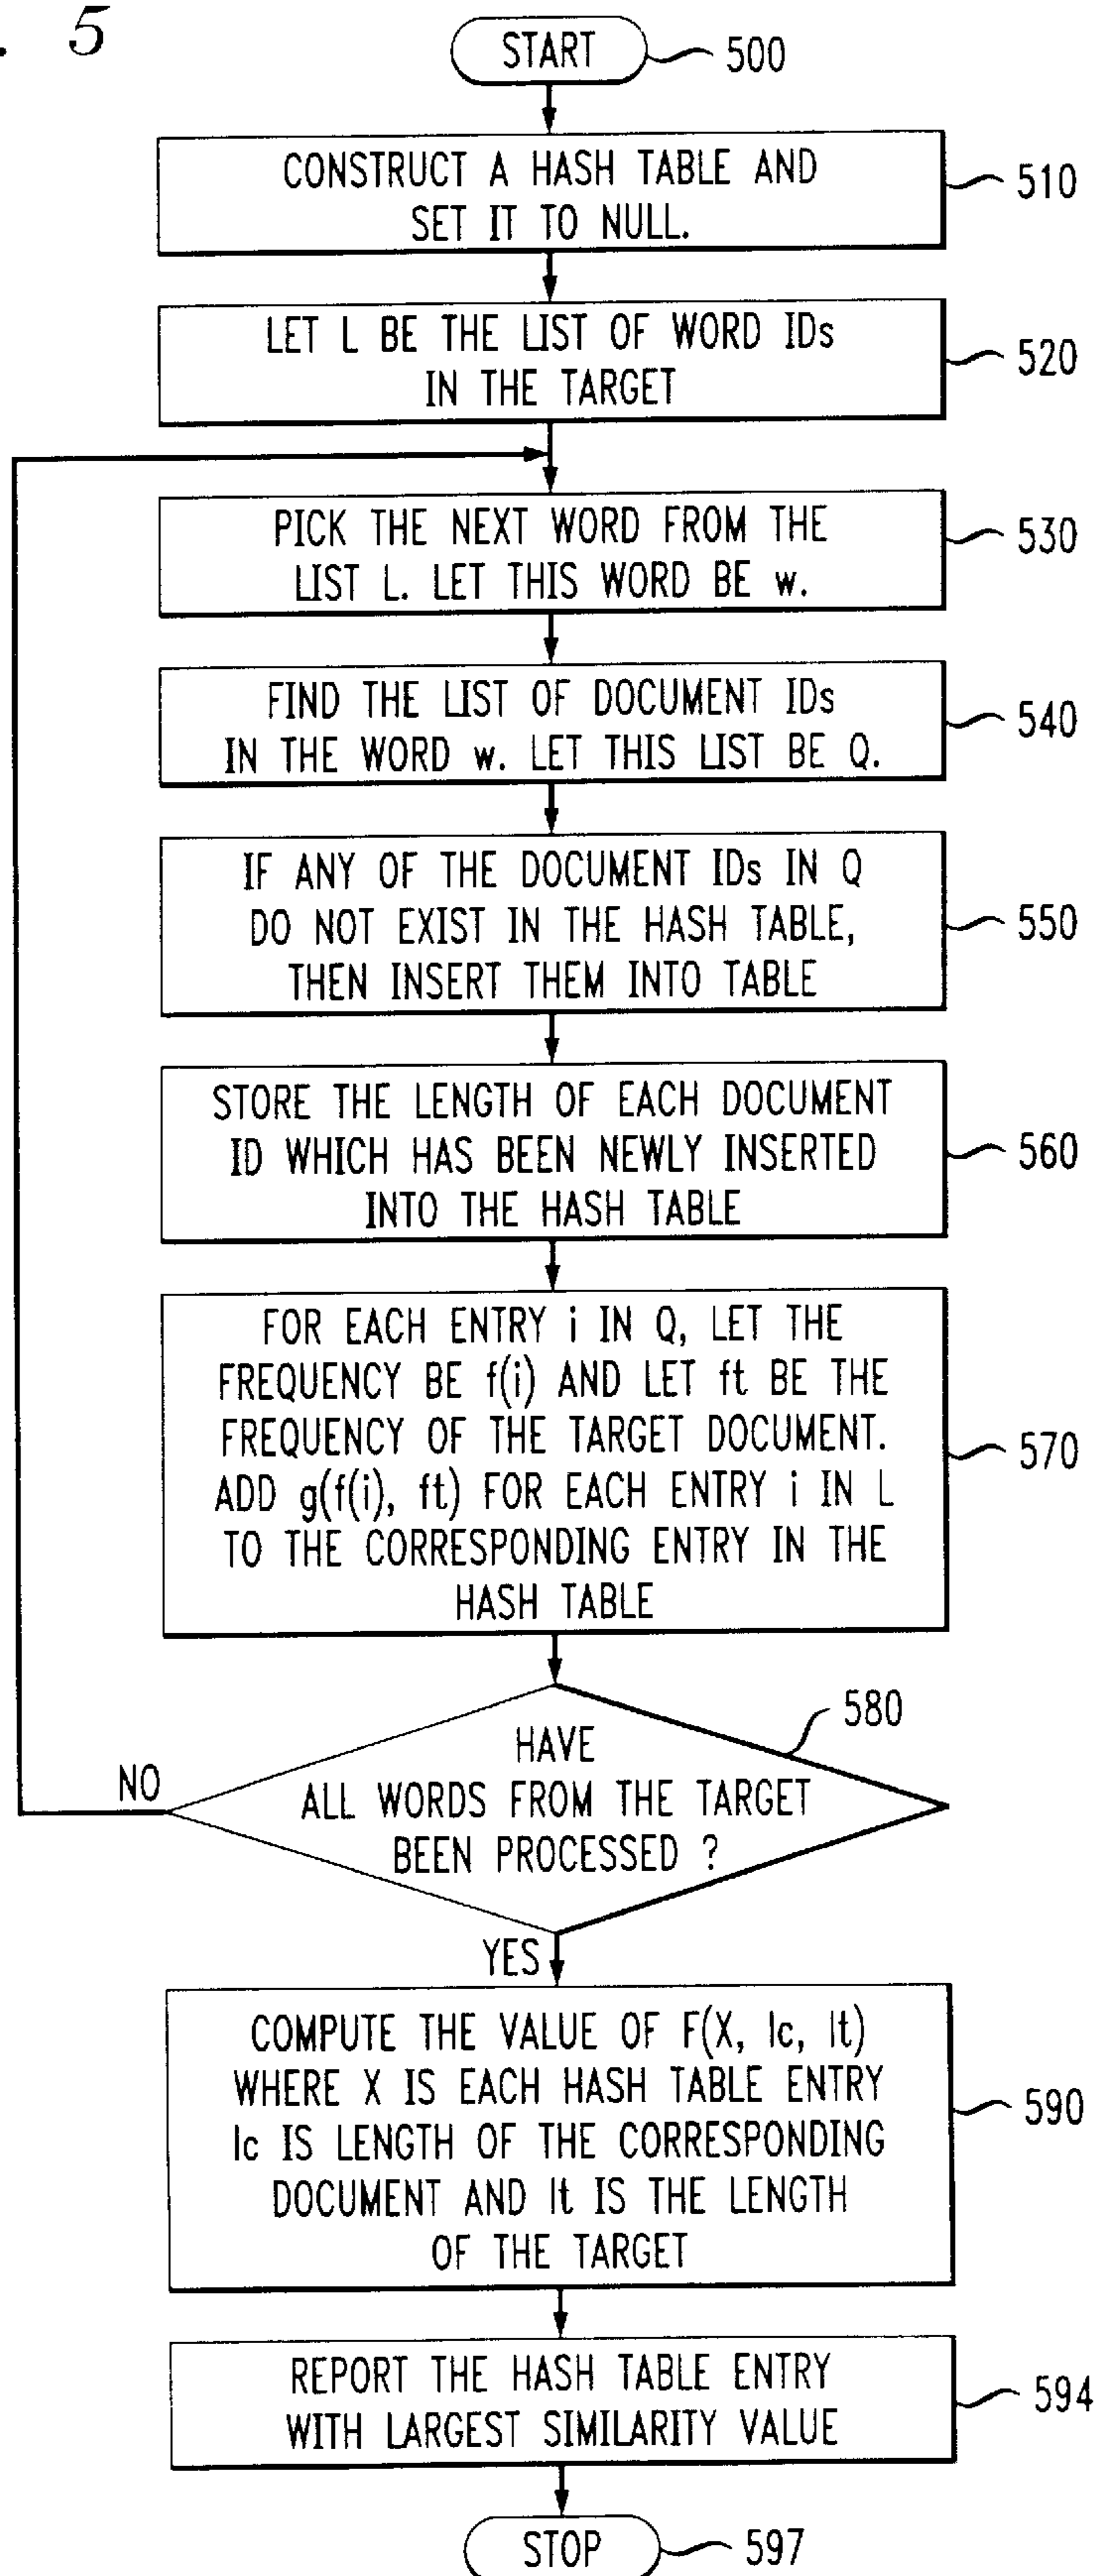 . 5
START
500
CONSTRUCT A HASH TABLE AND
SET IT TO NULL.
510
LET L BE THE LIST OF WORD IDs
IN THE TARGET
520
PICK THE NEXT WORD FROM THE
LIST L. LET THIS WORD BE w.
530
FIND THE LIST OF DOCUMENT IDs
IN THE WORD w. LET THIS LIST BE Q.
540
IF ANY OF THE DOCUMENT IDs IN Q
DO NOT EXIST IN THE HASH TABLE,
THEN INSERT THEM INTO TABLE
550
STORE THE LENGTH OF EACH DOCUMENT
ID WHICH HAS BEEN NEWLY INSERTED
INTO THE HASH TABLE
560
FOR EACH ENTRY i IN Q, LET THE
FREQUENCY BE f(i) AND LET ft BE THE
FREQUENCY OF THE TARGET DOCUMENT.
ADD g(f(i), ft) FOR EACH ENTRY i IN L
TO THE CORRESPONDING ENTRY IN THE
HASH TABLE
570
580
HAVE
ALL WORDS FROM THE TARGET
BEEN PROCESSED ?
NO
YES
COMPUTE THE VALUE OF F(X, lc, lt)
WHERE X IS EACH HASH TABLE ENTRY
lc IS LENGTH OF THE CORRESPONDING
DOCUMENT AND lt IS THE LENGTH
OF THE TARGET
590
REPORT THE HASH TABLE ENTRY
WITH LARGEST SIMILARITY VALUE
594
STOP
597